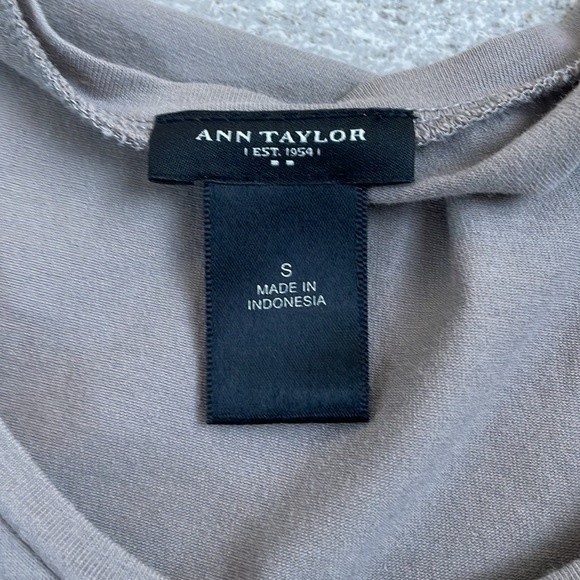 ANN TAYLOR
EST. 1954
S
MADE IN
INDONESIA